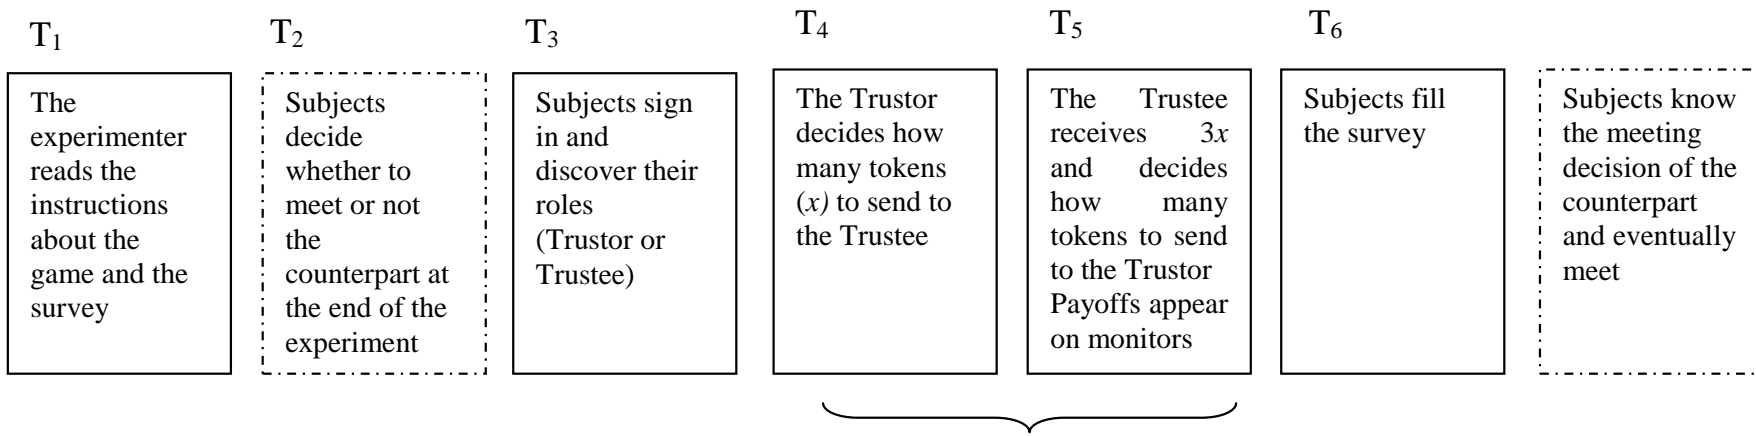 T1
The
experimenter
reads the
instructions
about the
game and the
survey
T2
Subjects
decide
whether to
meet or not
the
counterpart at
the end of the
experiment
T3
Subjects sign
in and
discover their
roles
(Trustor or
Trustee)
T4
The Trustor
decides how
many tokens
(x) to send to
the Trustee
T5
The Trustee
receives 3x
and decides
how many
tokens to send
to the Trustor
Payoffs appear
on monitors
T6
Subjects fill
the survey
Subjects know
the meeting
decision of the
counterpart
and eventually
meet